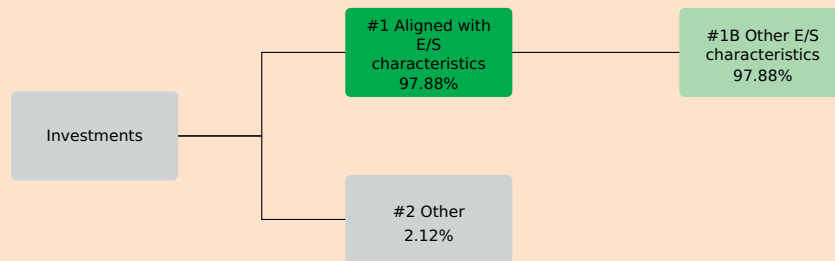 #1 Aligned with
E/S
characteristics
97.88%
#1B Other E/S
characteristics
97.88%
Investments
#2 Other
2.12%